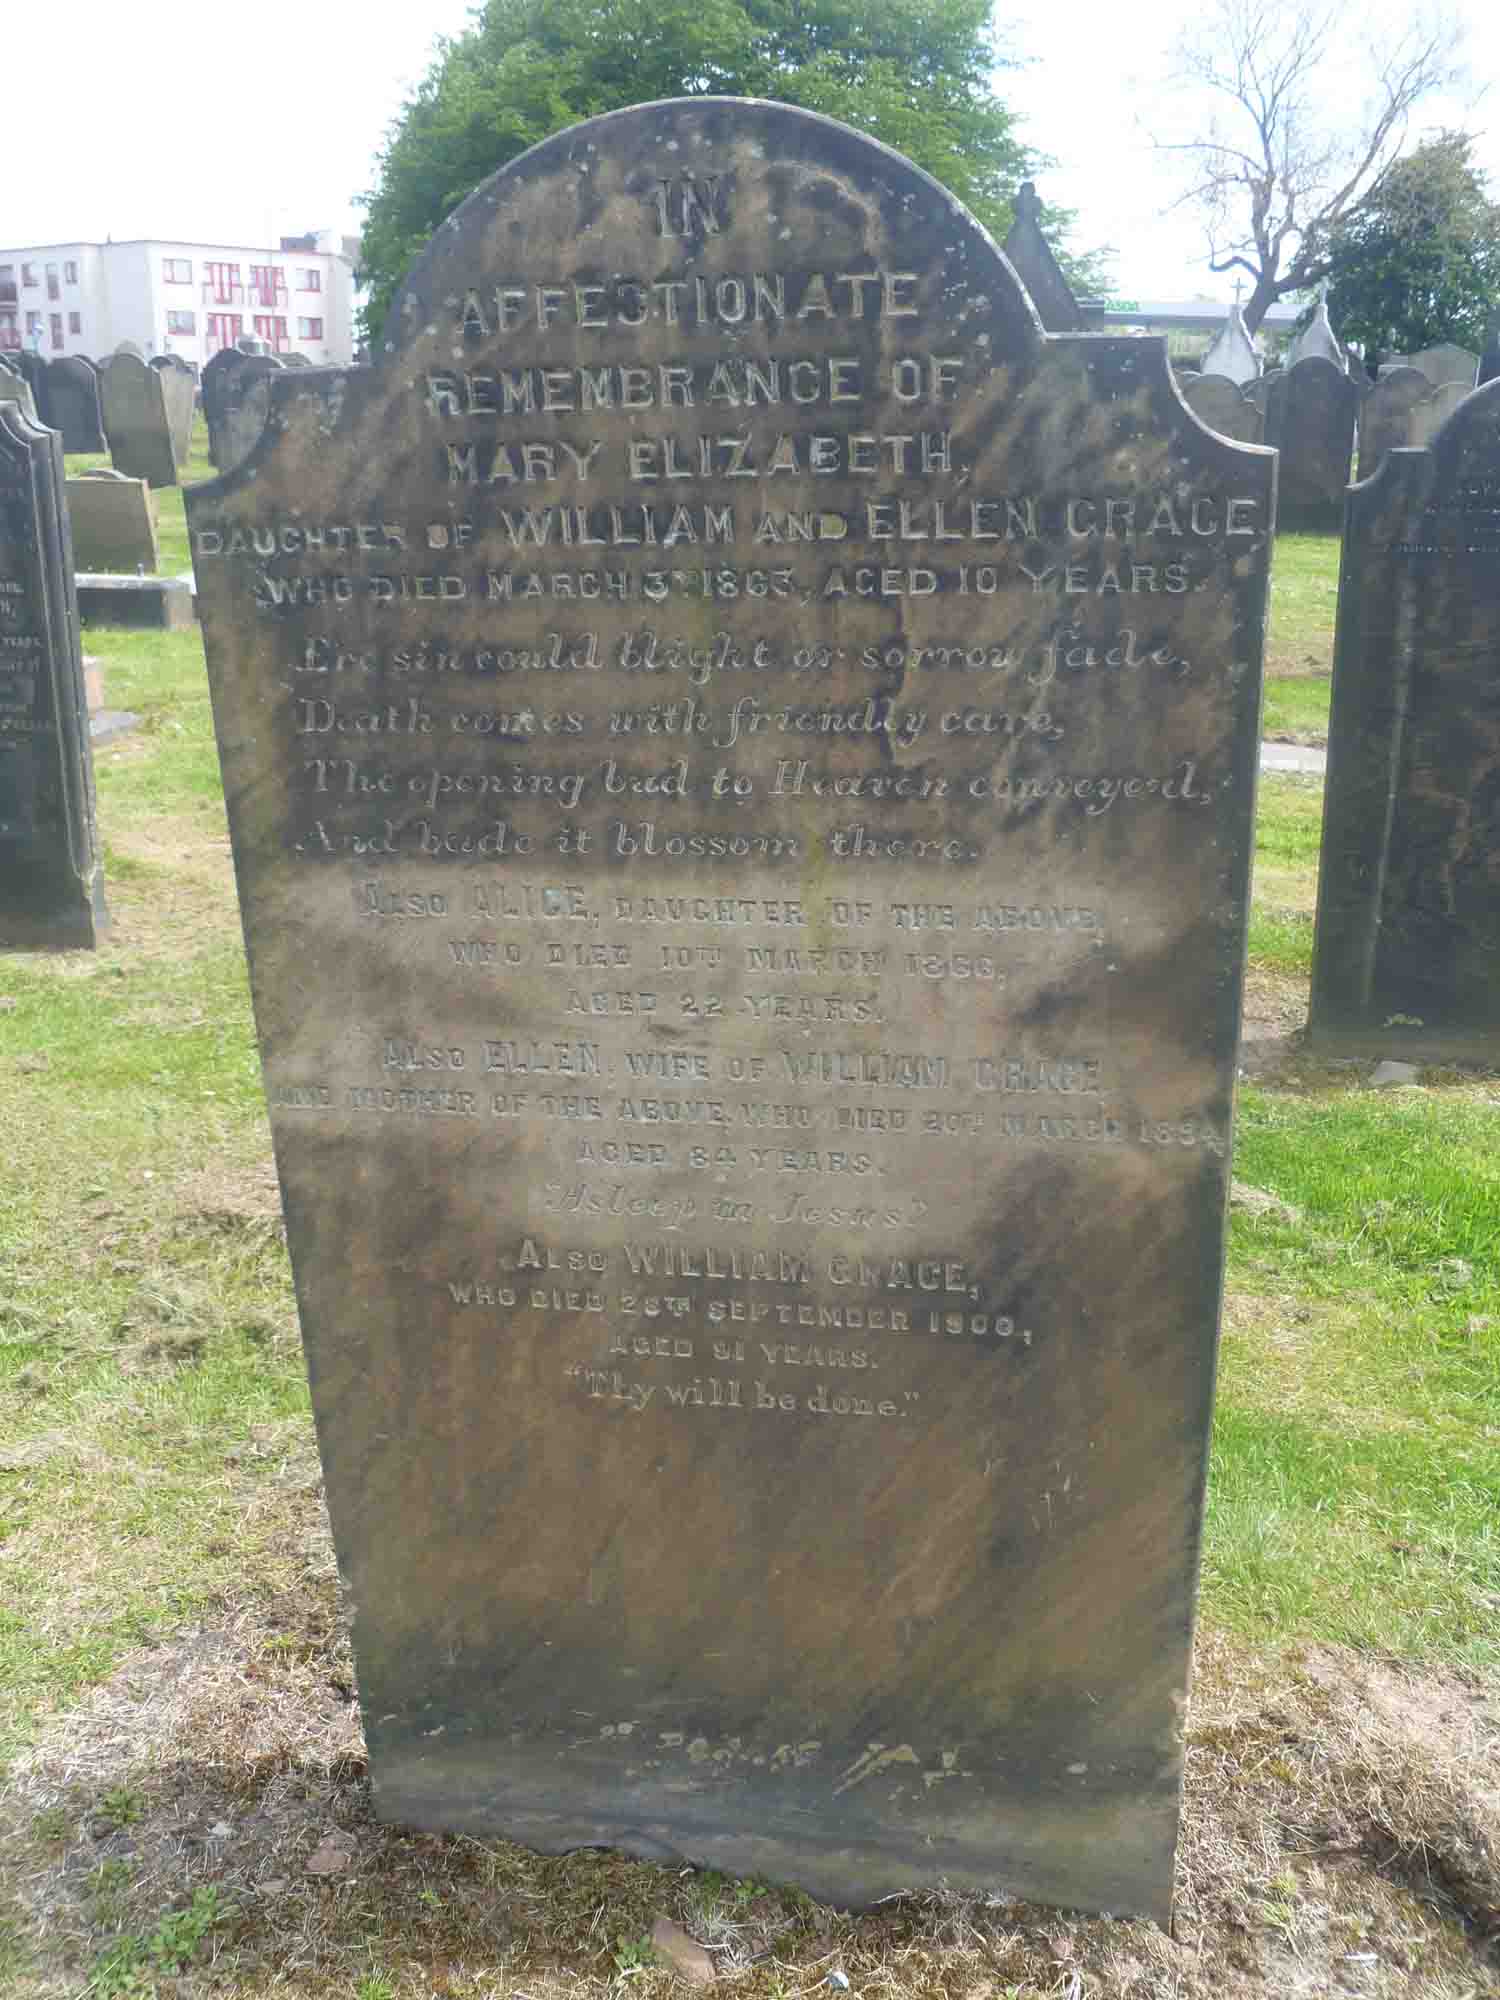 IN
AFFECTIONATE
REMEMBRANCE OF
MARY ELIZABETH,
DAUGHTER OF WILLIAM AND ELLEN GRACE
WHO DIED MARCH 3RD 1863, AGED 10 YEARS.
Ere sin could blight or sorrow fade,
Death comes with friendly care,
The opening bud to Heaven conveyed,
And bade it blossom there.
ALSO ALICE, DAUGHTER OF THE ABOVE,
WHO DIED 10TH MARCH
AGED 22 YEARS.
ALSO ELLEN, WIFE OF WILLIAM GRACE
AND MOTHER OF THE ABOVE, WHO DIED 20TH MARCH 1894,
AGED 84 YEARS.
"Asleep in Jesus."
ALSO WILLIAM GRACE,
WHO DIED 28TH SEPTEMBER 1900,
AGED 91 YEARS.
"Thy will be done."